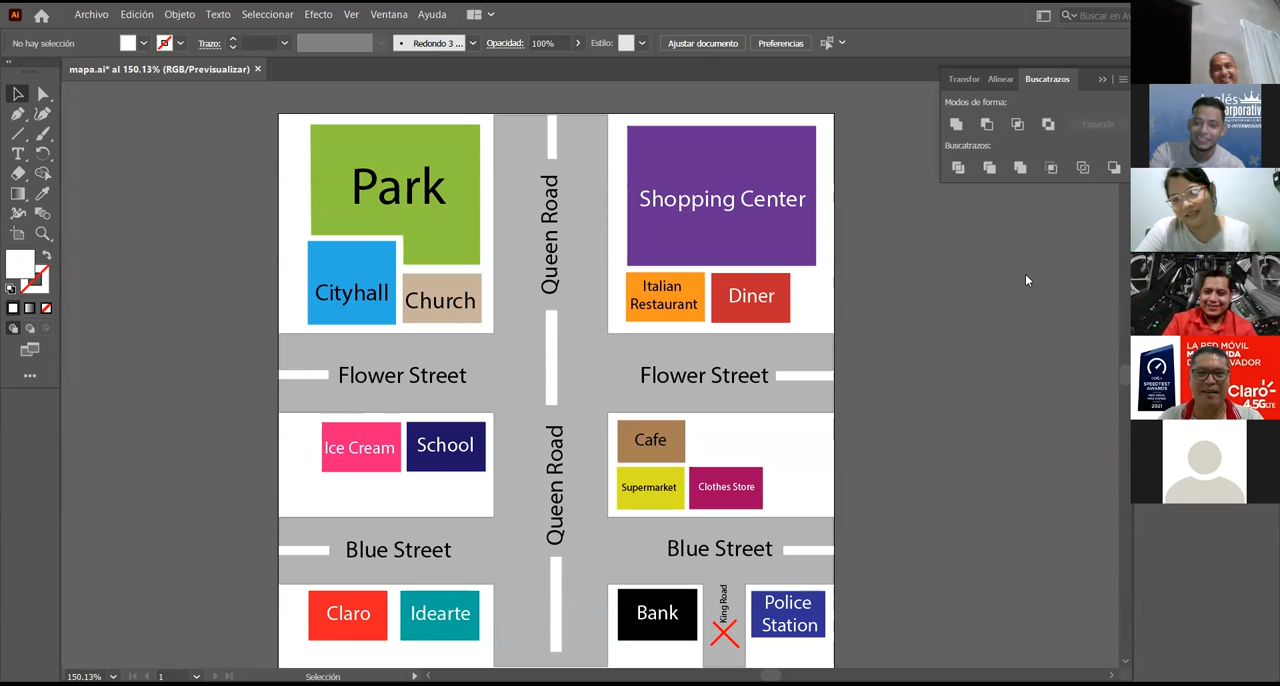 Archivo Edición Objeto Texto Seleccionar Efecto Ver Ventana Ayuda
No hay selección
Trazo:
Redondo 3 ...
Opacidad:
100%
Estilo:
Ajustar documento
Preferencias
mapa.ai* al 150.13% (RGB/Previsualizar) ×
Transfor Alinear Buscatrazos
Modos de forma:
Expandir
Buscatrazos:
Buscar en
Park
Queen Road
Shopping Center
Cityhall
Church
Italian
Restaurant
Diner
Flower Street
Flower Street
Ice Cream
School
Queen Road
Cafe
Supermarket
Clothes Store
Blue Street
Blue Street
Claro
Idearte
Bank
King Road
Police
Station
150.13%
1
Selección
Ai
LA RED MÓVIL
SPEEDTEST
AWARDS
2021
Claro
4.5G LTE